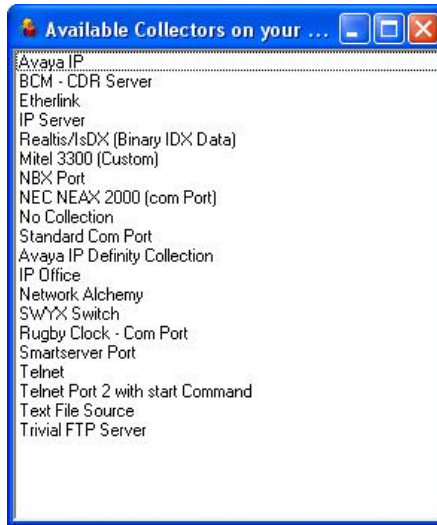 Available Collectors on your ...
Avaya IP
BCM - CDR Server
Etherlink
IP Server
Realtis/IsDX (Binary IDX Data)
Mitel 3300 (Custom)
NBX Port
NEC NEAX 2000 (com Port)
No Collection
Standard Com Port
Avaya IP Definity Collection
IP Office
Network Alchemy
SWYX Switch
Rugby Clock - Com Port
Smartserver Port
Telnet
Telnet Port 2 with start Command
Text File Source
Trivial FTP Server